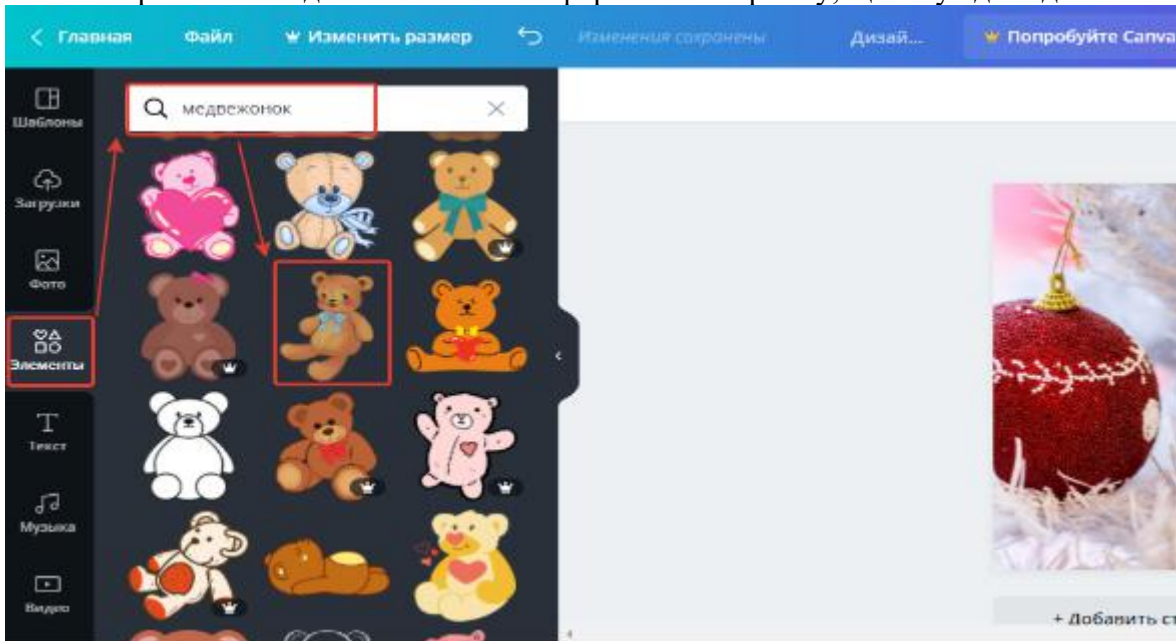 Главная Файл Изменить размер Изменения сохранены Дизай... Попробуйте Canva
медвежонок
Шаблоны
Загрузки
Фото
Элементы
Текст
Музыка
Видео
+ Добавить ст